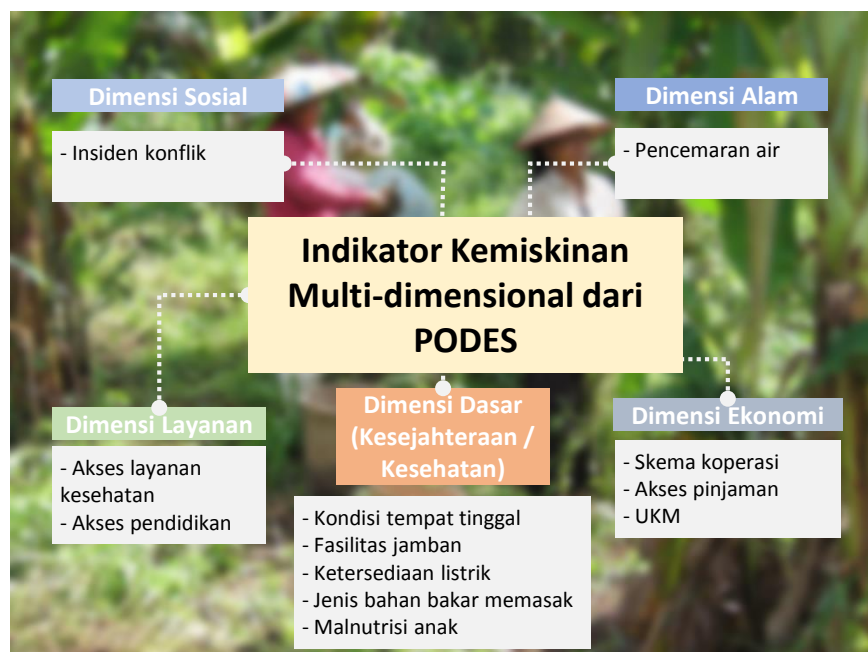 Dimensi Sosial
- Insiden konflik
Dimensi Alam
- Pencemaran air
Indikator Kemiskinan
Multi-dimensional dari
PODES
Dimensi Layanan
- Akses layanan
kesehatan
- Akses pendidikan
Dimensi Dasar
(Kesejahteraan /
Kesehatan)
- Kondisi tempat tinggal
- Fasilitas jamban
- Ketersediaan listrik
- Jenis bahan bakar memasak
- Malnutrisi anak
Dimensi Ekonomi
- Skema koperasi
- Akses pinjaman
- UKM